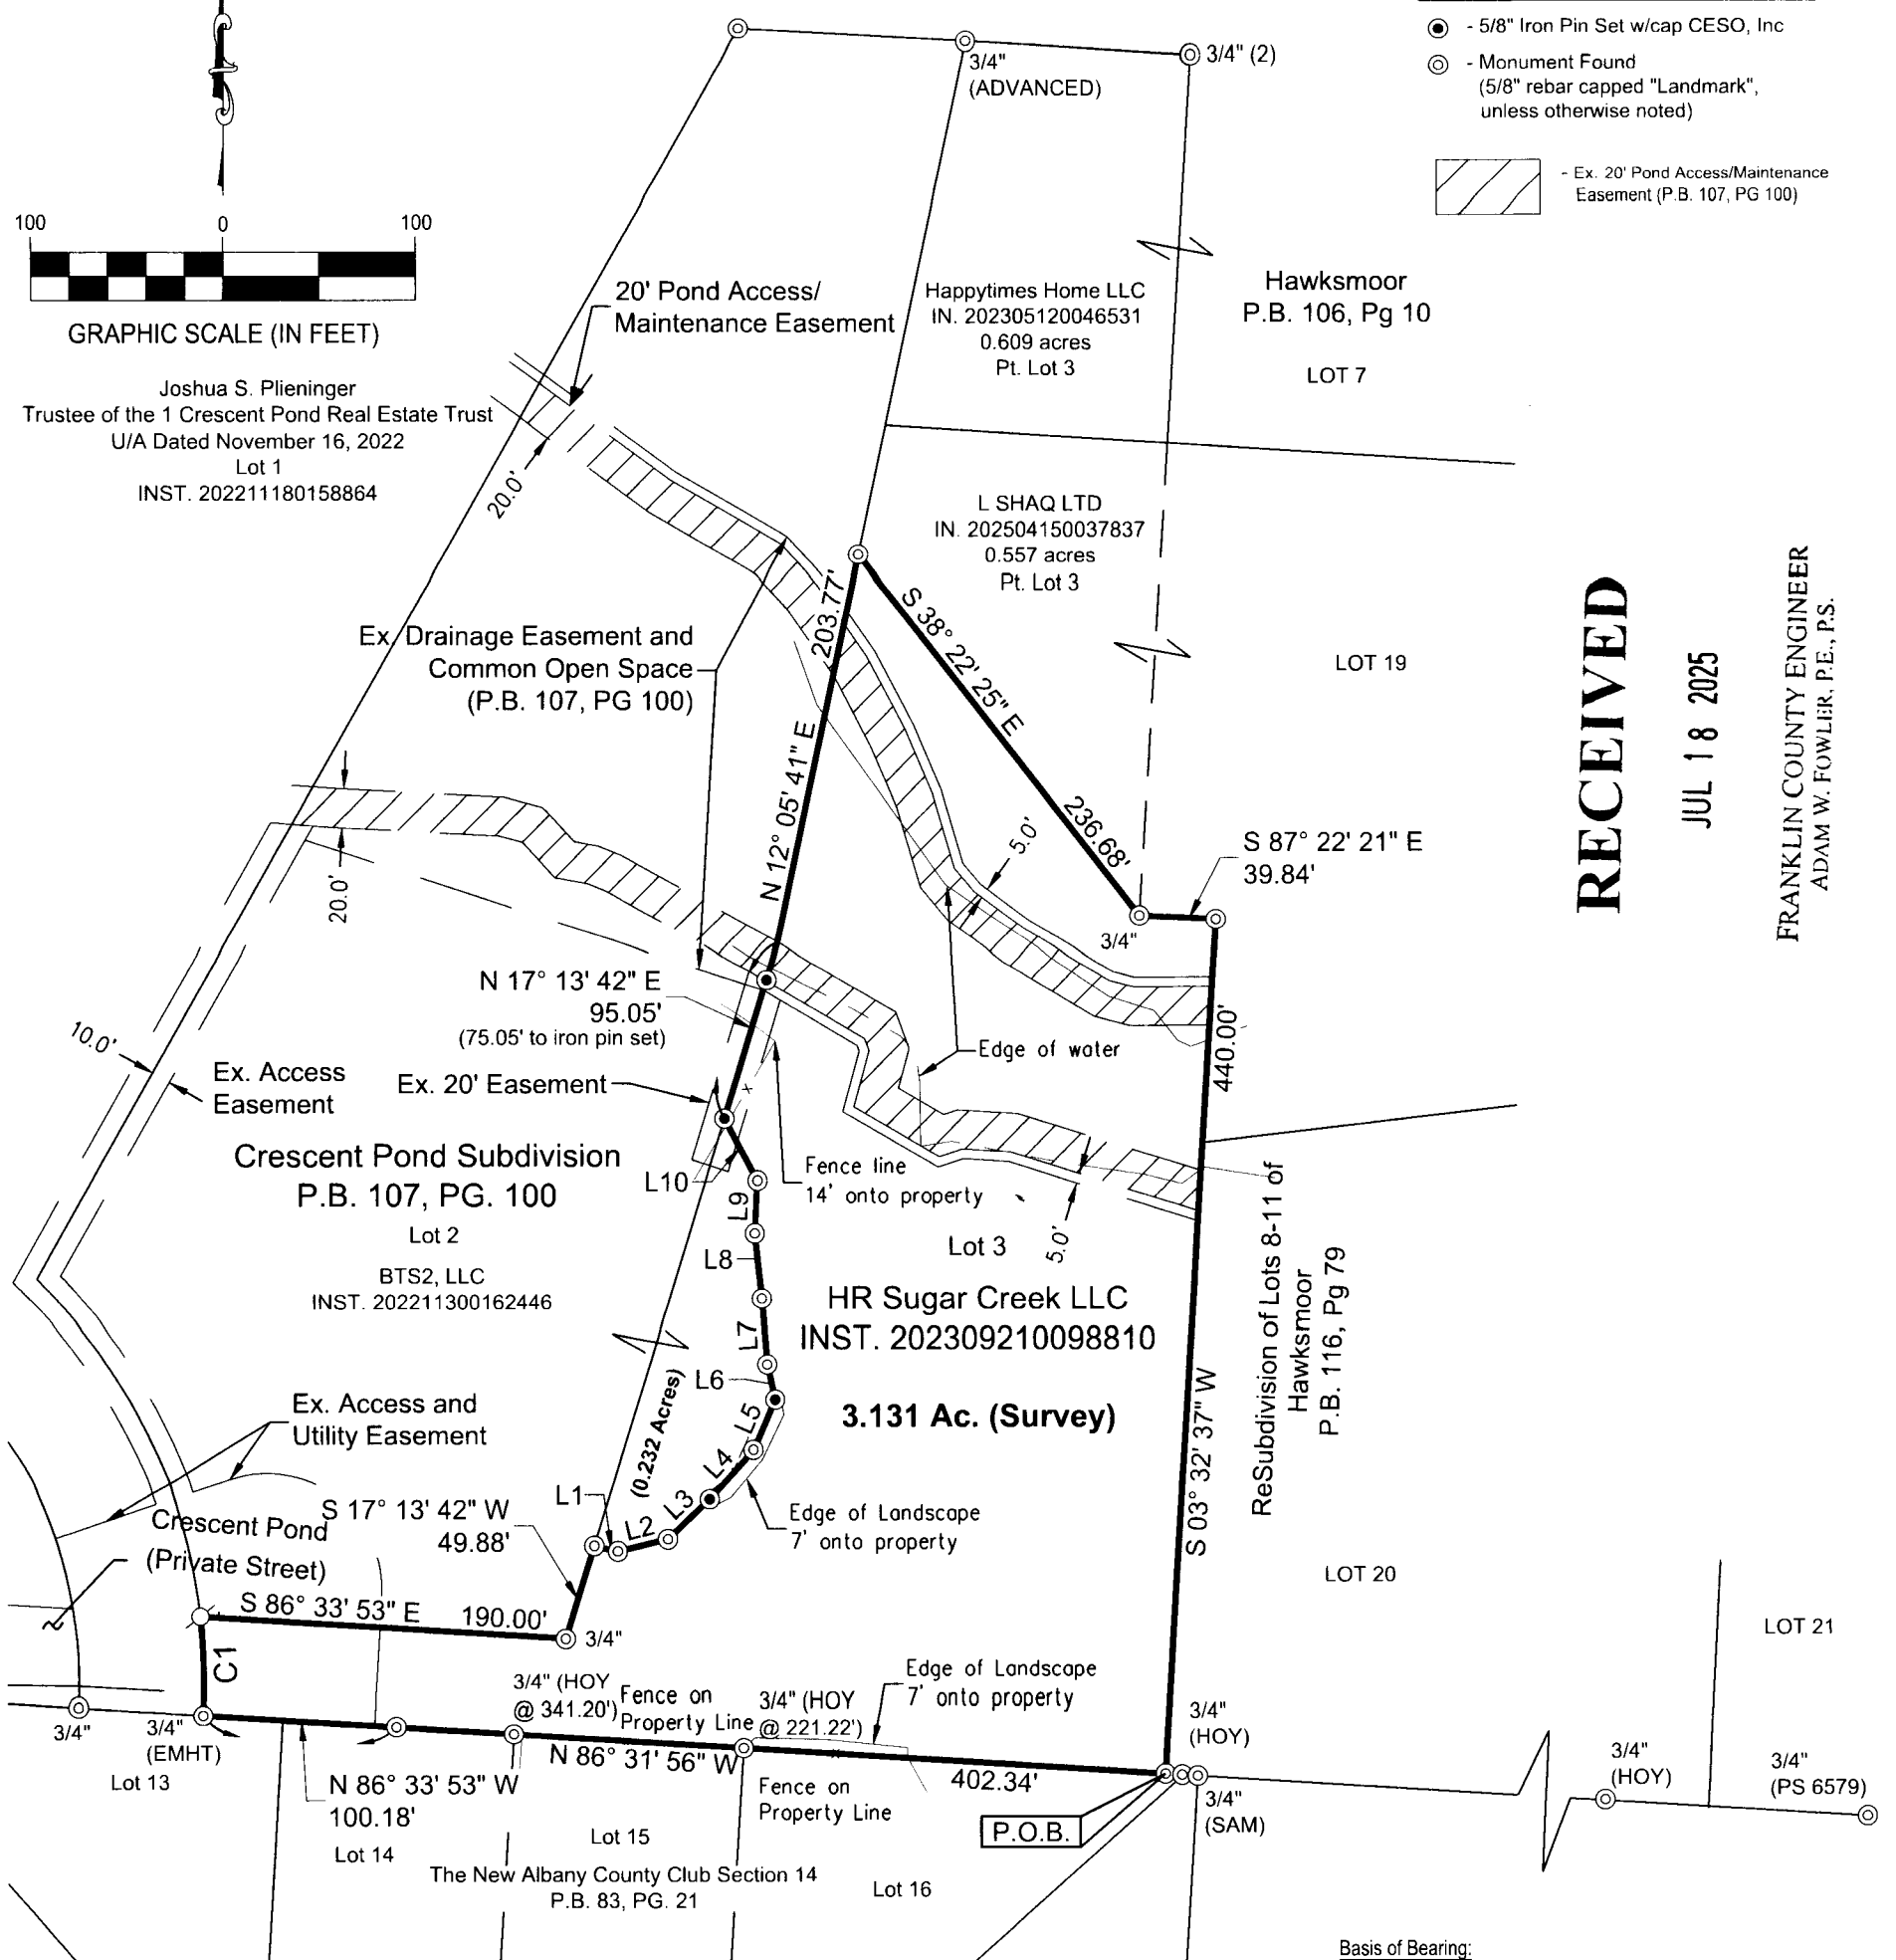 - 5/8" Iron Pin Set w/cap CESO, Inc
- Monument Found
(5/8" rebar capped "Landmark",
unless otherwise noted)
- Ex. 20' Pond Access/Maintenance
Easement (P.B. 107, PG 100)
3/4"
(ADVANCED)
3/4" (2)
100
0
100
GRAPHIC SCALE (IN FEET)
Joshua S. Plieninger
Trustee of the 1 Crescent Pond Real Estate Trust
U/A Dated November 16, 2022
Lot 1
INST. 202211180158864
20' Pond Access/
Maintenance Easement
Happytimes Home LLC
IN. 202305120046531
0.609 acres
Pt. Lot 3
Hawksmoor
P.B. 106, Pg 10
LOT 7
20.0'
L SHAQ LTD
IN. 202504150037837
0.557 acres
Pt. Lot 3
LOT 19
RECEIVED
JUL 18 2025
FRANKLIN COUNTY ENGINEER
ADAM W. FOWLER, P.E., P.S.
Ex. Drainage Easement and
Common Open Space
(P.B. 107, PG 100)
203.77'
N 12° 05' 41" E
S 38° 22' 25" E
236.68'
5.0'
S 87° 22' 21" E
39.84'
3/4"
20.0'
N 17° 13' 42" E
95.05'
(75.05' to iron pin set)
10.0'
Ex. Access
Easement
Ex. 20' Easement
Edge of water
440.00'
Crescent Pond Subdivision
P.B. 107, PG. 100
Lot 2
BTS2, LLC
INST. 202211300162446
L10
Fence line
14' onto property
L9
L8
L7
L6
L5
L4
L3
L2
L1
Lot 3
5.0'
HR Sugar Creek LLC
INST. 202309210098810
3.131 Ac. (Survey)
(0.232 Acres)
S 03° 32' 37" W
ReSubdivision of Lots 8-11 of
Hawksmoor
P.B. 116, Pg 79
Ex. Access and
Utility Easement
Crescent Pond
(Private Street)
S 17° 13' 42" W
49.88'
Edge of Landscape
7' onto property
S 86° 33' 53" E
190.00'
3/4"
C1
LOT 20
LOT 21
3/4"
3/4"
(EMHT)
3/4" (HOY
@ 341.20')
Fence on
Property Line
3/4" (HOY
@ 221.22')
Edge of Landscape
7' onto property
3/4"
(HOY)
N 86° 31' 56" W
402.34'
Fence on
Property Line
P.O.B.
3/4"
(SAM)
3/4"
(HOY)
3/4"
(PS 6579)
Lot 13
N 86° 33' 53" W
100.18'
Lot 14
Lot 15
The New Albany County Club Section 14
P.B. 83, PG. 21
Lot 16
Basis of Bearing: